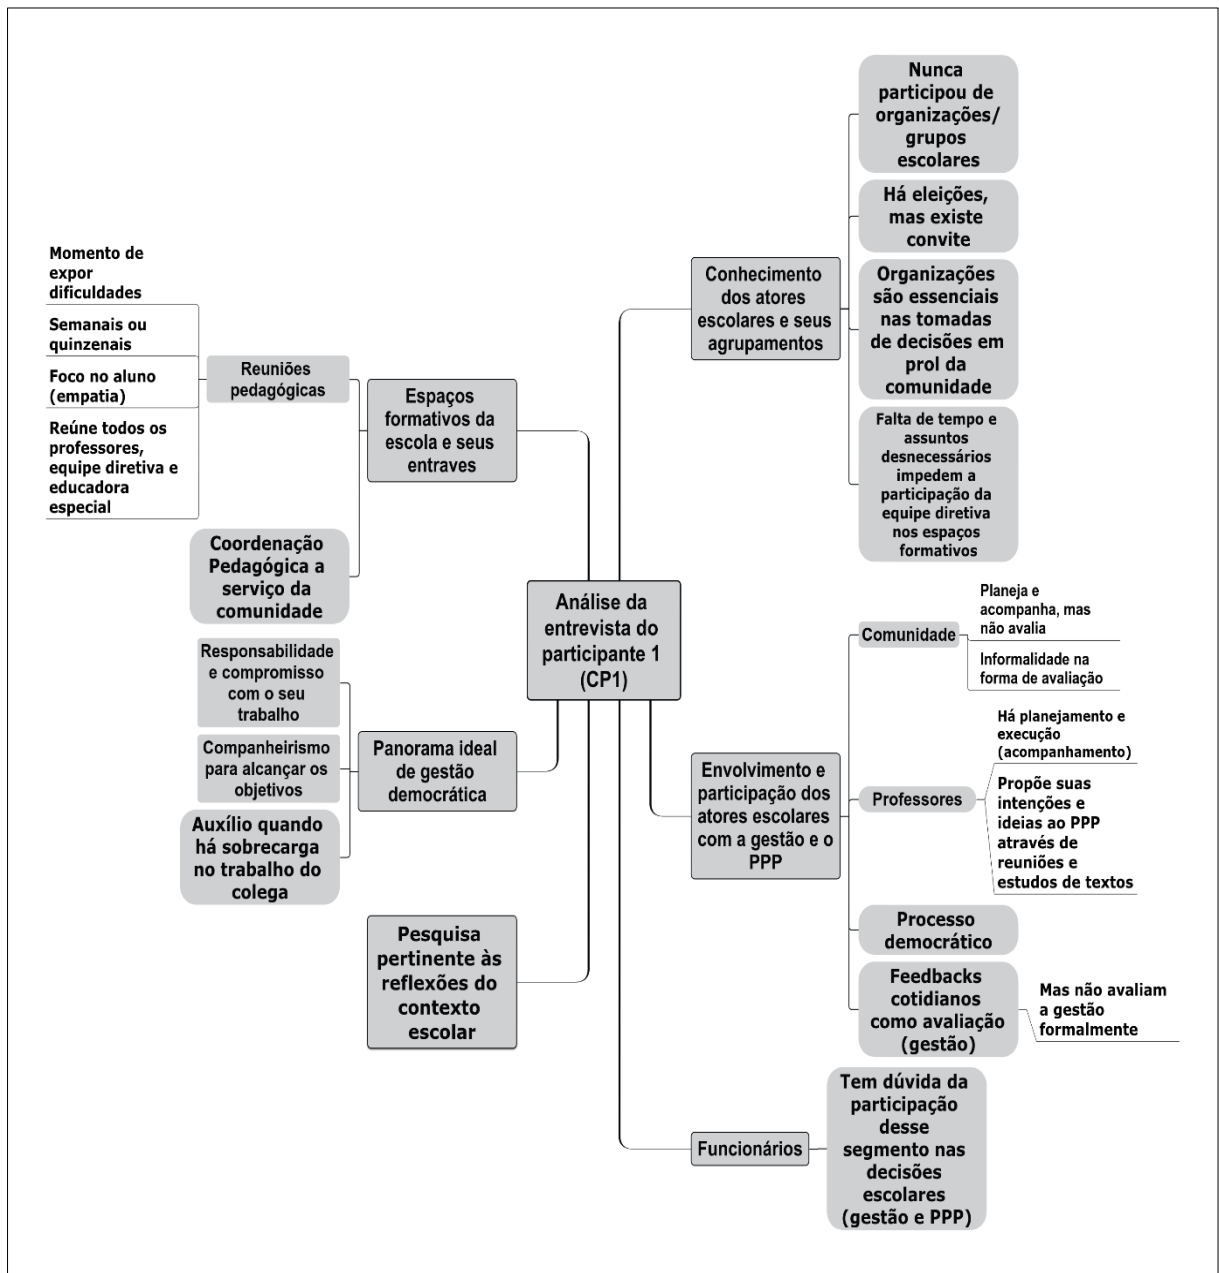 Análise da
entrevista do
participante 1
(CP1)
Espaços
formativos da
escola e seus
entraves
Reuniões
pedagógicas
Momento de
expor
dificuldades
Semanais ou
quinzenais
Foco no aluno
(empatia)
Reúne todos os
professores,
equipe diretiva e
educadora
especial
Coordenação
Pedagógica a
serviço da
comunidade
Panorama ideal
de gestão
democrática
Responsabilidade
e compromisso
com o seu
trabalho
Companheirismo
para alcançar os
objetivos
Auxílio quando
há sobrecarga
no trabalho do
colega
Pesquisa
pertinente às
reflexões do
contexto
escolar
Conhecimento
dos atores
escolares e seus
agrupamentos
Nunca
participou de
organizações/
grupos
escolares
Há eleições,
mas existe
convite
Organizações
são essenciais
nas tomadas
de decisões em
prol da
comunidade
Falta de tempo e
assuntos
desnecessários
impedem a
participação da
equipe diretiva
nos espaços
formativos
Envolvimento e
participação dos
atores escolares
com a gestão e o
PPP
Comunidade
Planeja e
acompanha, mas
não avalia
Informalidade na
forma de avaliação
Professores
Há planejamento e
execução
(acompanhamento)
Propõe suas
intenções e
ideias ao PPP
através de
reuniões e
estudos de textos
Processo
democrático
Feedbacks
cotidianos
como avaliação
(gestão)
Mas não avaliam
a gestão
formalmente
Funcionários
Tem dúvida da
participação
desse
segmento nas
decisões
escolares
(gestão e PPP)